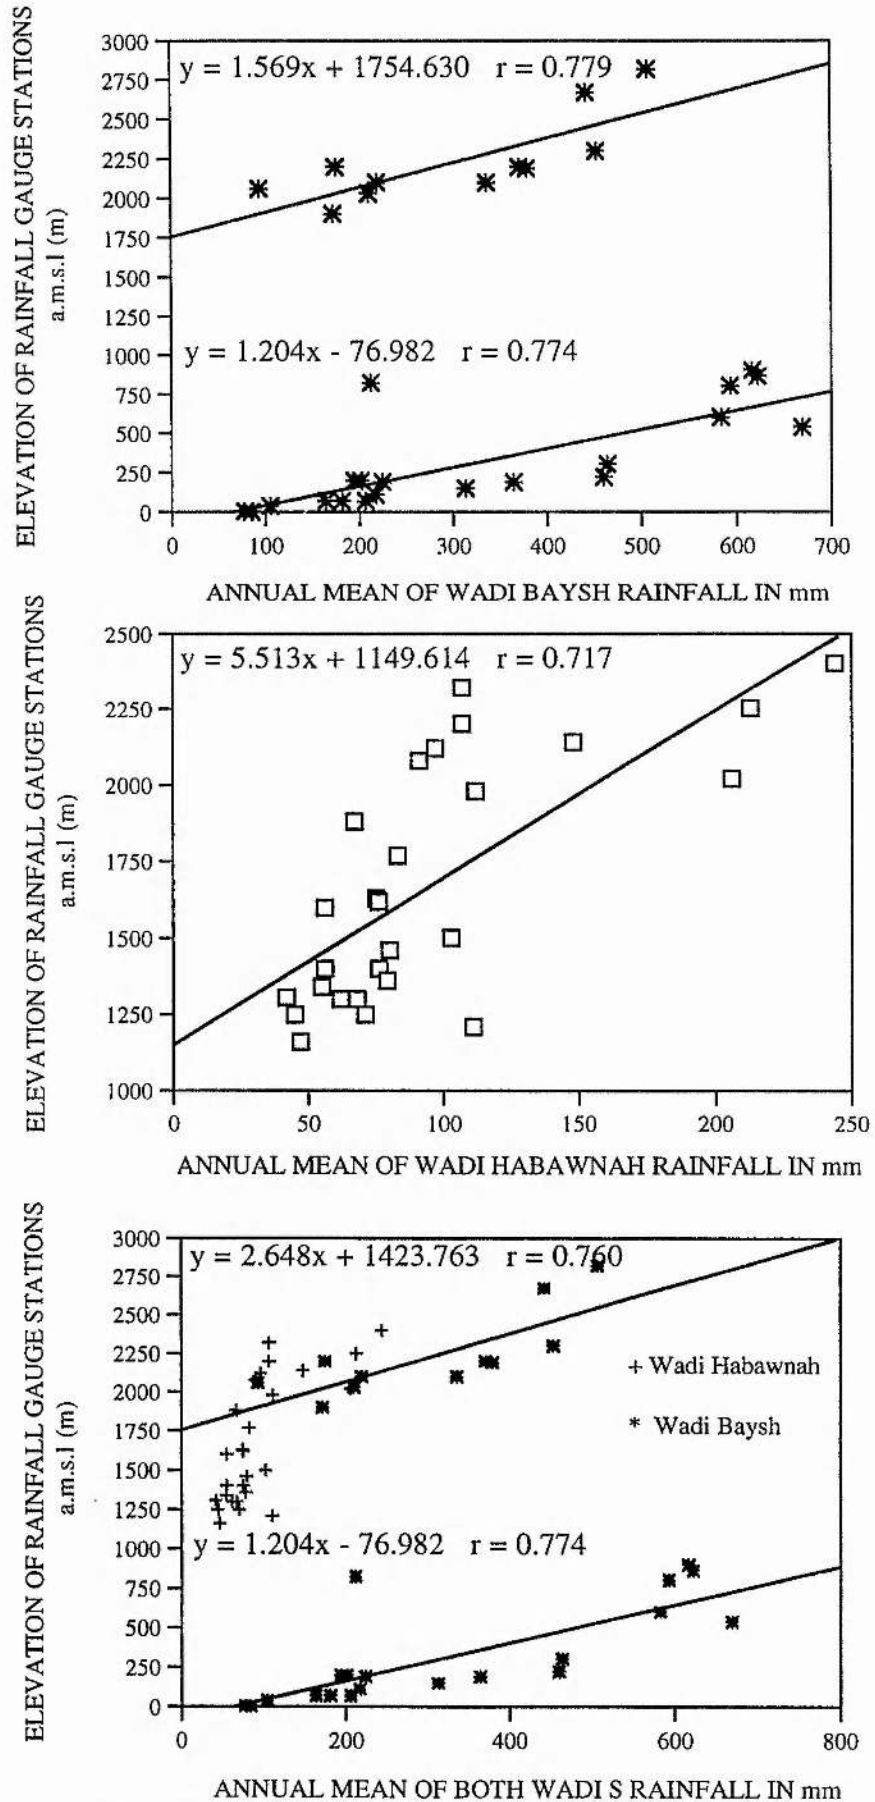 ELEVATION OF RAINFALL GAUGE STATIONS
a.m.s.l (m)
3000
2750
2500
2250
2000
1750
1500
1250
1000
750
500
250
0
y = 1.569x + 1754.630 r = 0.779
y = 1.204x - 76.982 r = 0.774
0 100 200 300 400 500 600 700
ANNUAL MEAN OF WADI BAYSH RAINFALL IN mm
ELEVATION OF RAINFALL GAUGE STATIONS
a.m.s.l (m)
2500
2250
2000
1750
1500
1250
1000
y = 5.513x + 1149.614 r = 0.717
0 50 100 150 200 250
ANNUAL MEAN OF WADI HABAWNAH RAINFALL IN mm
ELEVATION OF RAINFALL GAUGE STATIONS
a.m.s.l (m)
3000
2750
2500
2250
2000
1750
1500
1250
1000
750
500
250
0
y = 2.648x + 1423.763 r = 0.760
+ Wadi Habawnah
* Wadi Baysh
y = 1.204x - 76.982 r = 0.774
0 200 400 600 800
ANNUAL MEAN OF BOTH WADI S RAINFALL IN mm